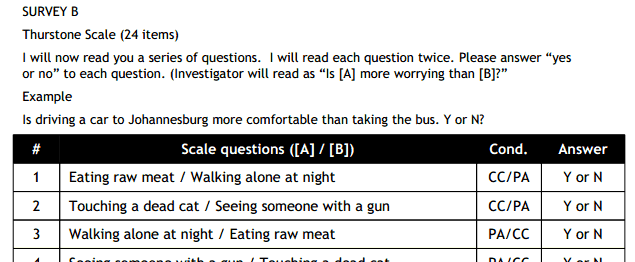 SURVEY B
Thurstone Scale (24 items)
I will now read you a series of questions.  I will read each question twice. Please answer “yes
or no” to each question. (Investigator will read as “Is [A] more worrying than [B]?”
Example
Is driving a car to Johannesburg more comfortable than taking the bus. Y or N?
# Scale questions ([A] / [B]) Cond. Answer
1 Eating raw meat / Walking alone at night CC/PA Y or N
2 Touching a dead cat / Seeing someone with a gun CC/PA Y or N
3 Walking alone at night / Eating raw meat PA/CC Y or N
4 Seeing someone with a gun / Touching a dead cat PA/CC Y or N